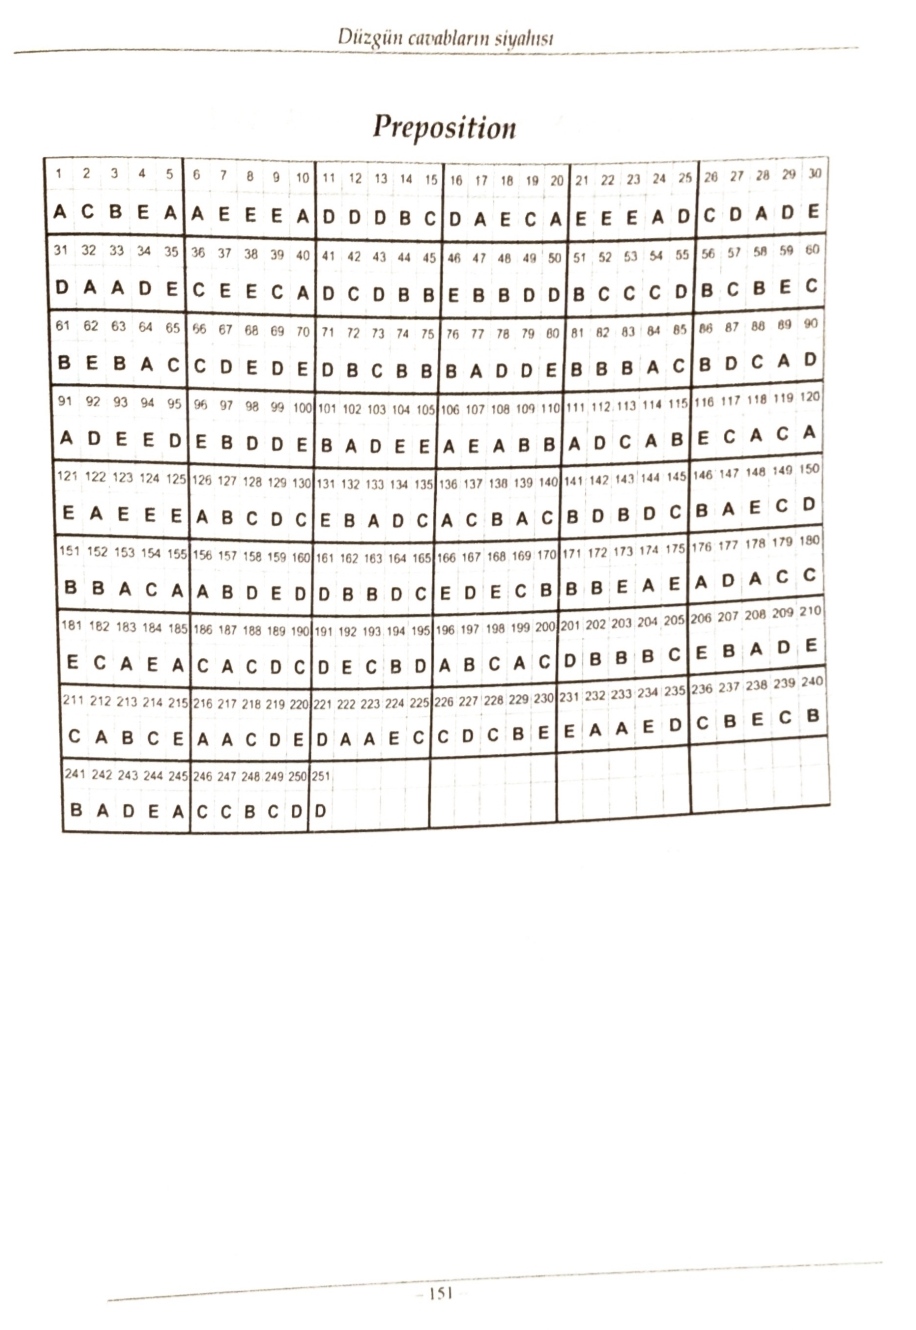 Düzgün cavabların siyahısı
Preposition
1 2 3 4 5 6 7 8 9 10 11 12 13 14 15 16 17 18 19 20 21 22 23 24 25 26 27 28 29 30
A C B E A A E E E A D D D B C D A E C A E E E A D C D A D E
31 32 33 34 35 36 37 38 39 40 41 42 43 44 45 46 47 48 49 50 51 52 53 54 55 56 57 58 59 60
D A A D E C E E C A D C D B B E B B D D B C C C D B C B E C
61 62 63 64 65 66 67 68 69 70 71 72 73 74 75 76 77 78 79 80 81 82 83 84 85 86 87 88 89 90
B E B A C C D E D E D B C B B B A D D E B B B A C B D C A D
91 92 93 94 95 96 97 98 99 100 101 102 103 104 105 106 107 108 109 110 111 112 113 114 115 116 117 118 119 120
A D E E D E B D D E B A D E E A E A B B A D C A B E C A C A
121 122 123 124 125 126 127 128 129 130 131 132 133 134 135 136 137 138 139 140 141 142 143 144 145 146 147 148 149 150
E A E E E A B C D C E B A D C A C B A C B D B D C B A E C D
151 152 153 154 155 156 157 158 159 160 161 162 163 164 165 166 167 168 169 170 171 172 173 174 175 176 177 178 179 180
B B A C A A B D E D D B B D C E D E C B B B E A E A D A C C
181 182 183 184 185 186 187 188 189 190 191 192 193 194 195 196 197 198 199 200 201 202 203 204 205 206 207 208 209 210
E C A E A C A C D C D E C B D A B C A C D B B B C E B A D E
211 212 213 214 215 216 217 218 219 220 221 222 223 224 225 226 227 228 229 230 231 232 233 234 235 236 237 238 239 240
C A B C E A A C D E D A A E C C D C B E E A A E D C B E C B
241 242 243 244 245 246 247 248 249 250 251
B A D E A C C B C D D
- 151 -